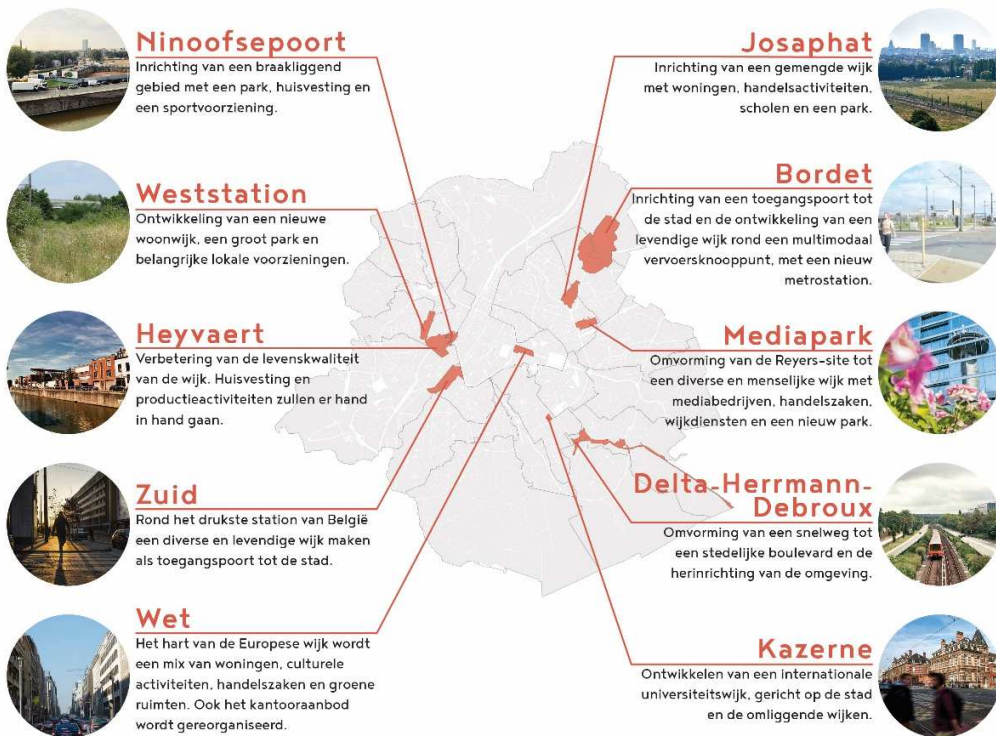 Ninoofsepoort
Inrichting van een braakliggend
gebied met een park, huisvesting en
een sportvoorziening.
Weststation
Ontwikkeling van een nieuwe
woonwijk, een groot park en
belangrijke lokale voorzieningen.
Heyvaert
Verbetering van de levenskwaliteit
van de wijk. Huisvesting en
productieactiviteiten zullen er hand
in hand gaan.
Zuid
Rond het drukste station van België
een diverse en levendige wijk maken
als toegangspoort tot de stad.
Wet
Het hart van de Europese wijk wordt
een mix van woningen, culturele
activiteiten, handelszaken en groene
ruimten. Ook het kantooraanbod
wordt gereorganiseerd.
Josaphat
Inrichting van een gemengde wijk
met woningen, handelsactiviteiten,
scholen en een park.
Bordet
Inrichting van een toegangspoort tot
de stad en de ontwikkeling van een
levendige wijk rond een multimodaal
vervoersknooppunt, met een nieuw
metrostation.
Mediapark
Omvorming van de Reyers-site tot
een diverse en menselijke wijk met
mediabedrijven, handelszaken,
wijkdiensten en een nieuw park.
Delta-Herrmann-
Debroux
Omvorming van een snelweg tot
een stedelijke boulevard en de
herinrichting van de omgeving.
Kazerne
Ontwikkelen van een internationale
universiteitswijk, gericht op de stad
en de omliggende wijken.